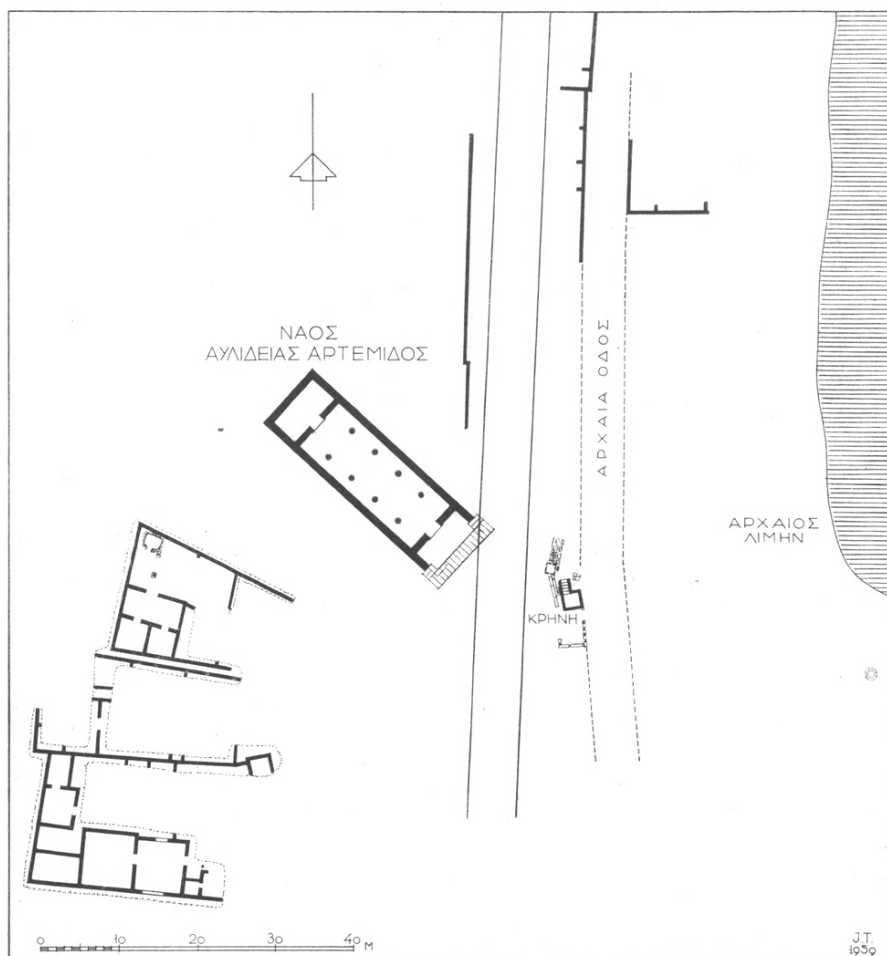 ΝΑΟΣ
ΑΥΛΙΔΕΙΑΣ ΑΡΤΕΜΙΔΟΣ
ΑΡΧΑΙΑ ΟΔΟΣ
ΑΡΧΑΙΟΣ
ΛΙΜΗΝ
ΚΡΗΝΗ
0 10 20 30 40 M
J.T.
1959